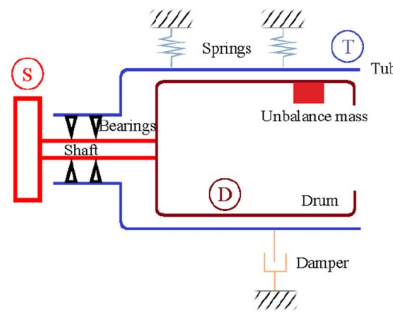 Springs
T
S
Tub
Bearings
Unbalance mass
Shaft
D
Drum
Damper